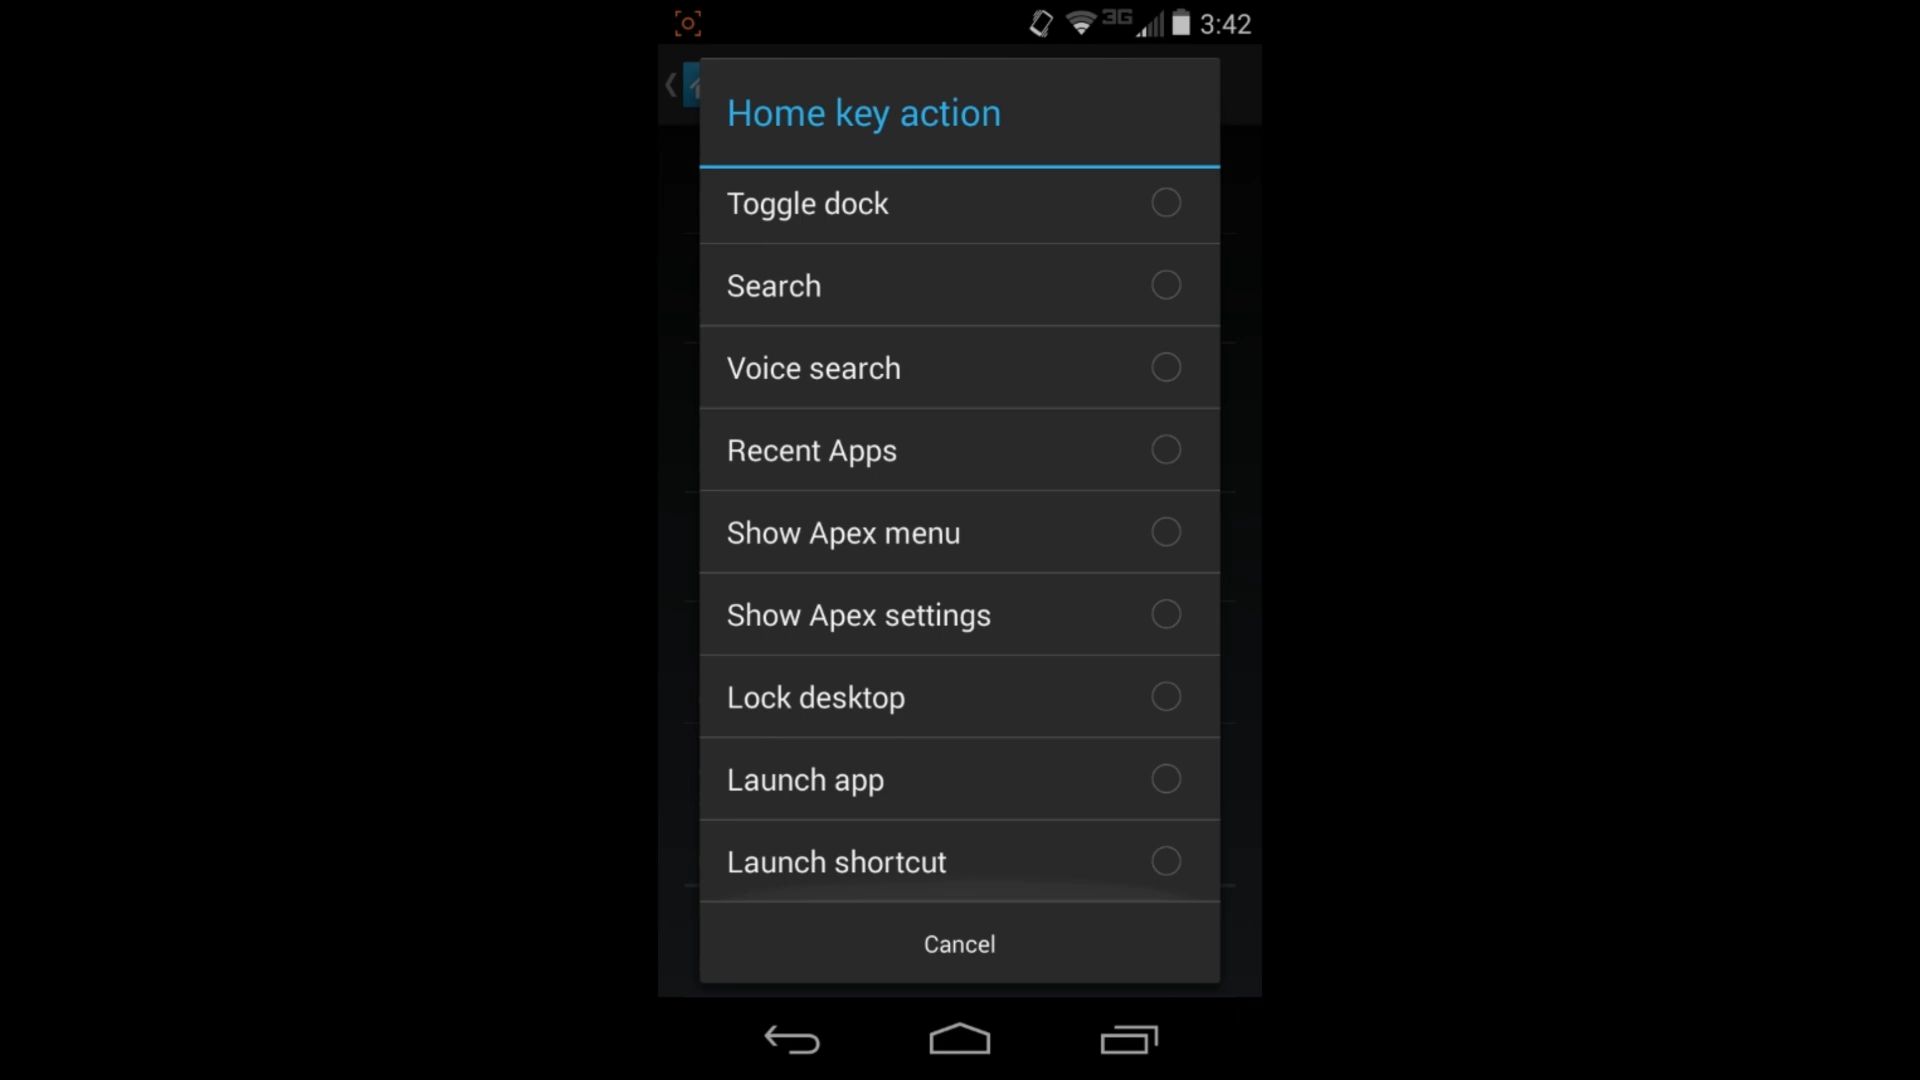 3G 3:42
Home key action
Toggle dock
Search
Voice search
Recent Apps
Show Apex menu
Show Apex settings
Lock desktop
Launch app
Launch shortcut
Cancel